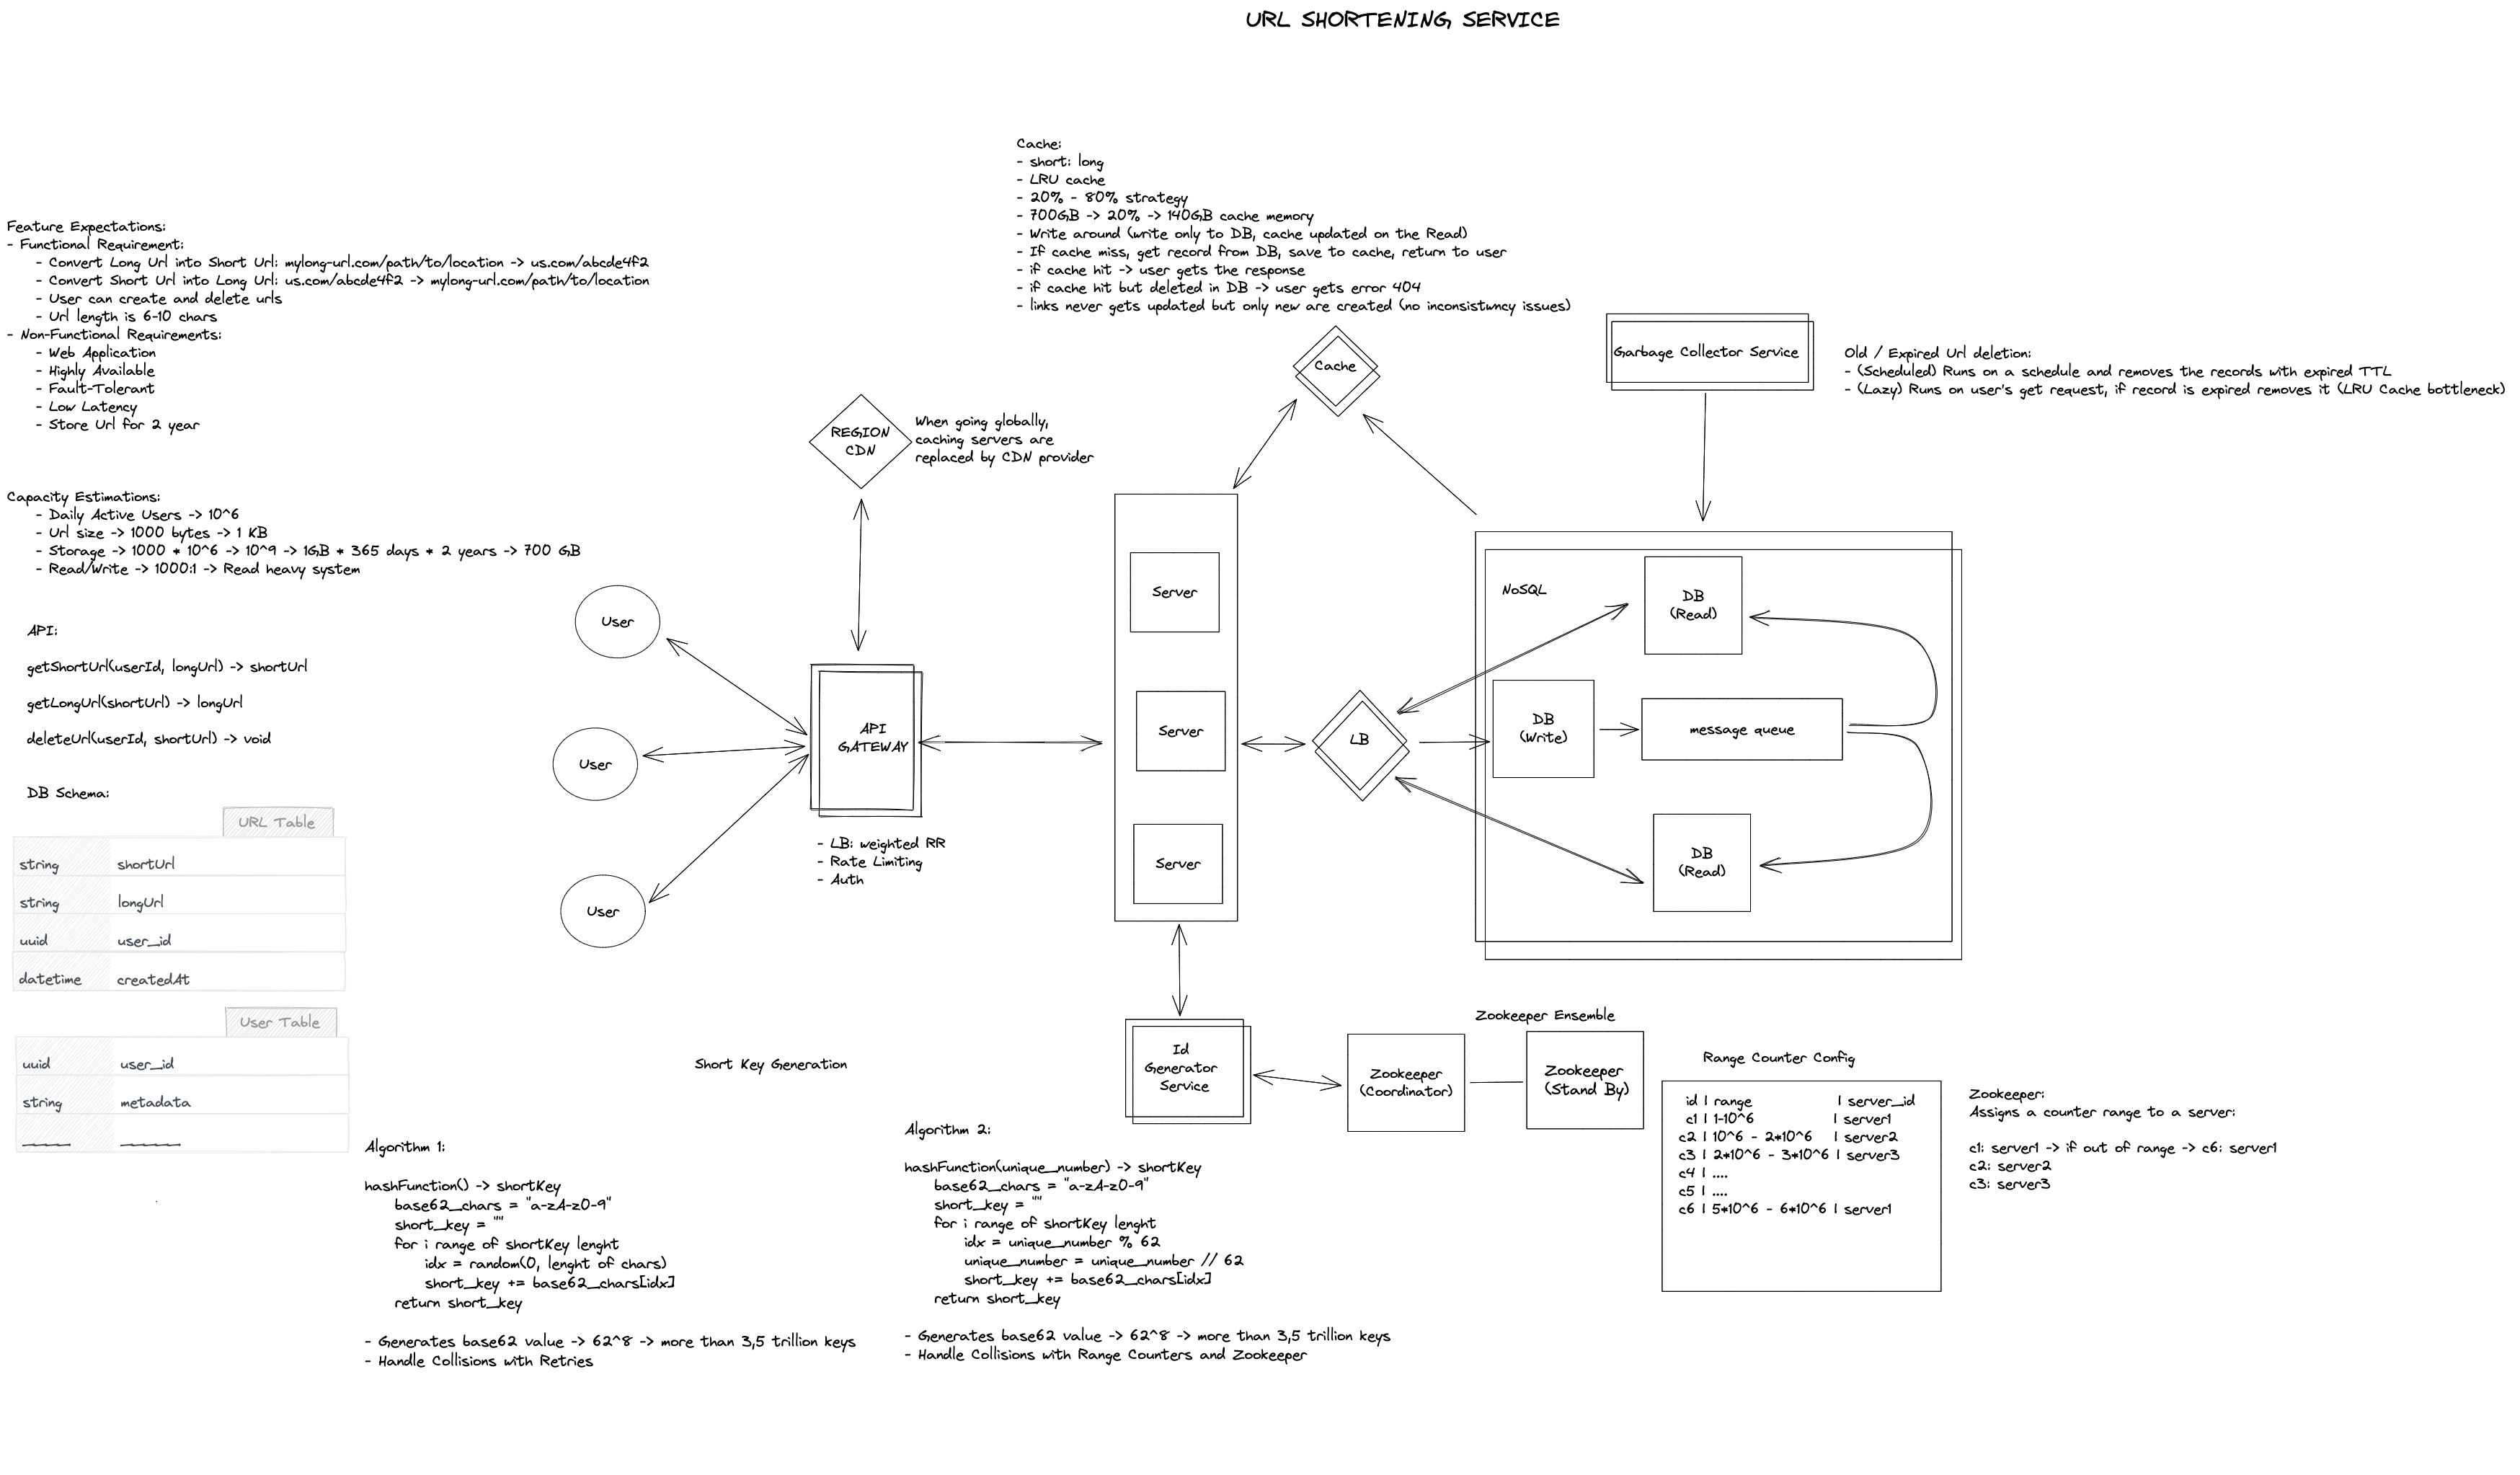 URL SHORTENING SERVICE
Cache:
- short: long
- LRU cache
- 20% - 80% strategy
- 700GB -> 20% -> 140GB cache memory
- Write around (write only to DB, cache updated on the Read)
- If cache miss, get record from DB, save to cache, return to user
- if cache hit -> user gets the response
- if cache hit but deleted in DB -> user gets error 404
- links never gets updated but only new are created (no inconsistwncy issues)
Feature Expectations:
- Functional Requirement:
- Convert Long Url into Short Url: mylong-url.com/path/to/location -> us.com/abcde4f2
- Convert Short Url into Long Url: us.com/abcde4f2 -> mylong-url.com/path/to/location
- User can create and delete urls
- Url length is 6-10 chars
- Non-Functional Requirements:
- Web Application
- Highly Available
- Fault-Tolerant
- Low Latency
- Store Url for 2 year
Cache
Garbage Collector Service
Old / Expired Url deletion:
- (Scheduled) Runs on a schedule and removes the records with expired TTL
- (Lazy) Runs on user's get request, if record is expired removes it (LRU Cache bottleneck)
REGION
CDN
When going globally,
caching servers are
replaced by CDN provider
Capacity Estimations:
- Daily Active Users -> 10^6
- Url size -> 1000 bytes -> 1 KB
- Storage -> 1000 * 10^6 -> 10^9 -> 1GB * 365 days * 2 years -> 700 GB
- Read/Write -> 1000:1 -> Read heavy system
API:
getShortUrl(userId, longUrl) -> shortUrl
getLongUrl(shortUrl) -> longUrl
deleteUrl(userId, shortUrl) -> void
User
User
User
API
GATEWAY
- LB: weighted RR
- Rate Limiting
- Auth
Server
Server
Server
LB
NoSQL
DB
(Read)
DB
(Write)
message queue
DB
(Read)
DB Schema:
URL Table
string shortUrl
string longUrl
uuid user_id
datetime createdAt
User Table
uuid user_id
string metadata
Short Key Generation
Id
Generator
Service
Zookeeper Ensemble
Zookeeper
(Coordinator)
Zookeeper
(Stand By)
Range Counter Config
id | range | server_id
c1 | 1-10^6 | server1
c2 | 10^6 - 2*10^6 | server2
c3 | 2*10^6 - 3*10^6 | server3
c4 | ....
c5 | ....
c6 | 5*10^6 - 6*10^6 | server1
Zookeeper:
Assigns a counter range to a server:
c1: server1 -> if out of range -> c6: server1
c2: server2
c3: server3
Algorithm 1:
hashFunction() -> shortKey
base62_chars = "a-zA-z0-9"
short_key = ""
for i range of shortKey lenght
idx = random(0, lenght of chars)
short_key += base62_chars[idx]
return short_key
- Generates base62 value -> 62^8 -> more than 3,5 trillion keys
- Handle Collisions with Retries
Algorithm 2:
hashFunction(unique_number) -> shortKey
base62_chars = "a-zA-z0-9"
short_key = ""
for i range of shortKey lenght
idx = unique_number % 62
unique_number = unique_number // 62
short_key += base62_chars[idx]
return short_key
- Generates base62 value -> 62^8 -> more than 3,5 trillion keys
- Handle Collisions with Range Counters and Zookeeper